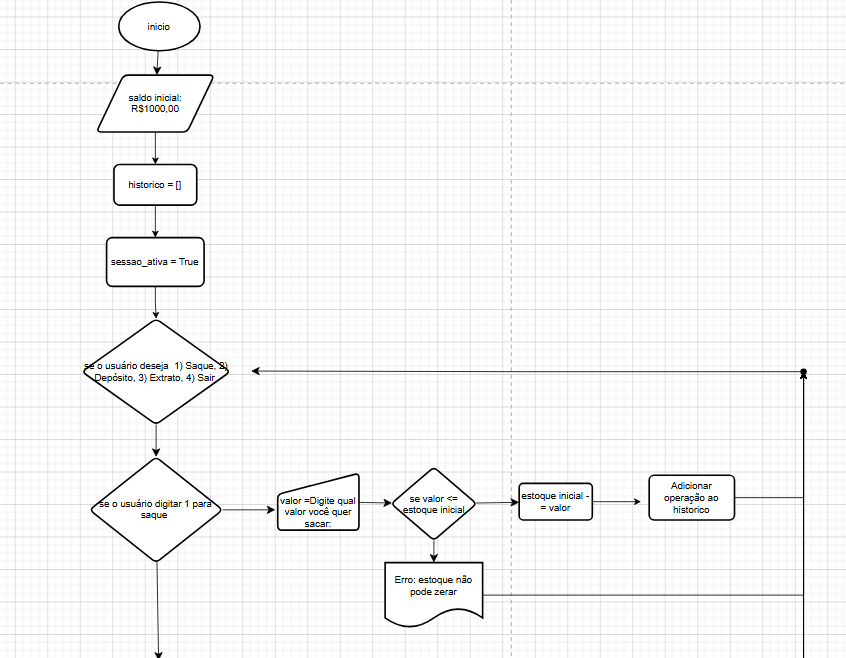 inicio
saldo inicial:
R$1000,00
historico = []
sessao_ativa = True
se o usuário deseja 1) Saque, 2)
Depósito, 3) Extrato, 4) Sair
se o usuário digitar 1 para
saque
valor =Digite qual
valor você quer
sacar:
se valor <=
estoque inicial
estoque inicial -
= valor
Adicionar
operação ao
historico
Erro: estoque não
pode zerar